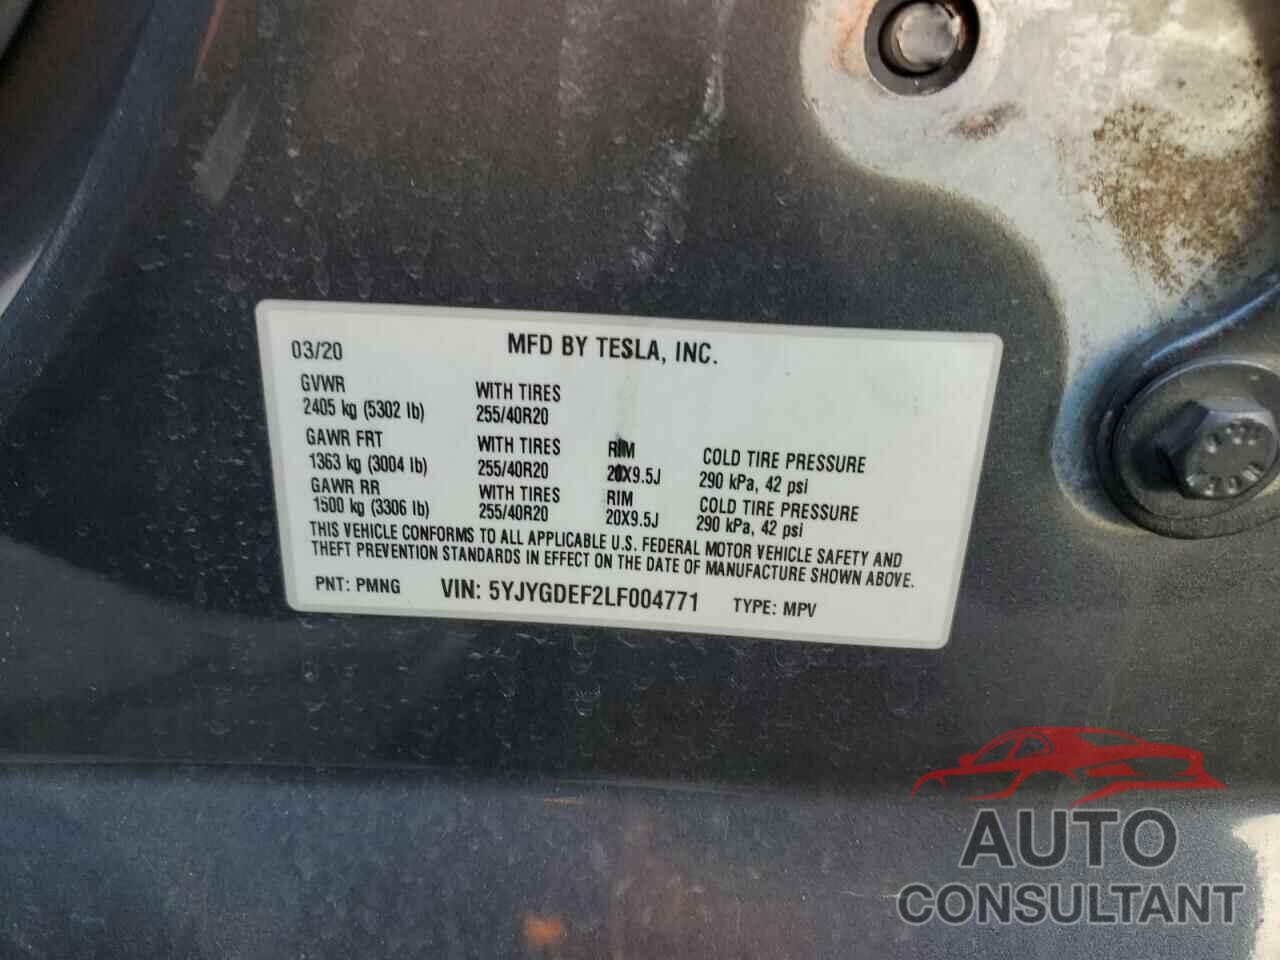 03/20 MFD BY TESLA, INC.
GVWR WITH TIRES
2405 kg (5302 lb) 255/40R20
GAWR FRT WITH TIRES RIM COLD TIRE PRESSURE
1363 kg (3004 lb) 255/40R20 20X9.5J 290 kPa, 42 psi
GAWR RR WITH TIRES RIM COLD TIRE PRESSURE
1500 kg (3306 lb) 255/40R20 20X9.5J 290 kPa, 42 psi
THIS VEHICLE CONFORMS TO ALL APPLICABLE U.S. FEDERAL MOTOR VEHICLE SAFETY AND
THEFT PREVENTION STANDARDS IN EFFECT ON THE DATE OF MANUFACTURE SHOWN ABOVE.
PNT: PMNG VIN: 5YJYGDEF2LF004771 TYPE: MPV
AUTO
CONSULTANT